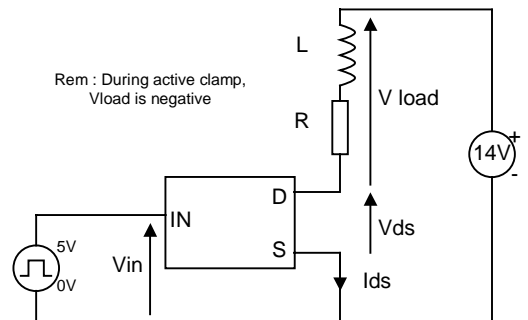 L
Rem : During active clamp,
Vload is negative
V load
R
14V
+
-
D
IN
Vds
S
5V
0V
Vin
Ids